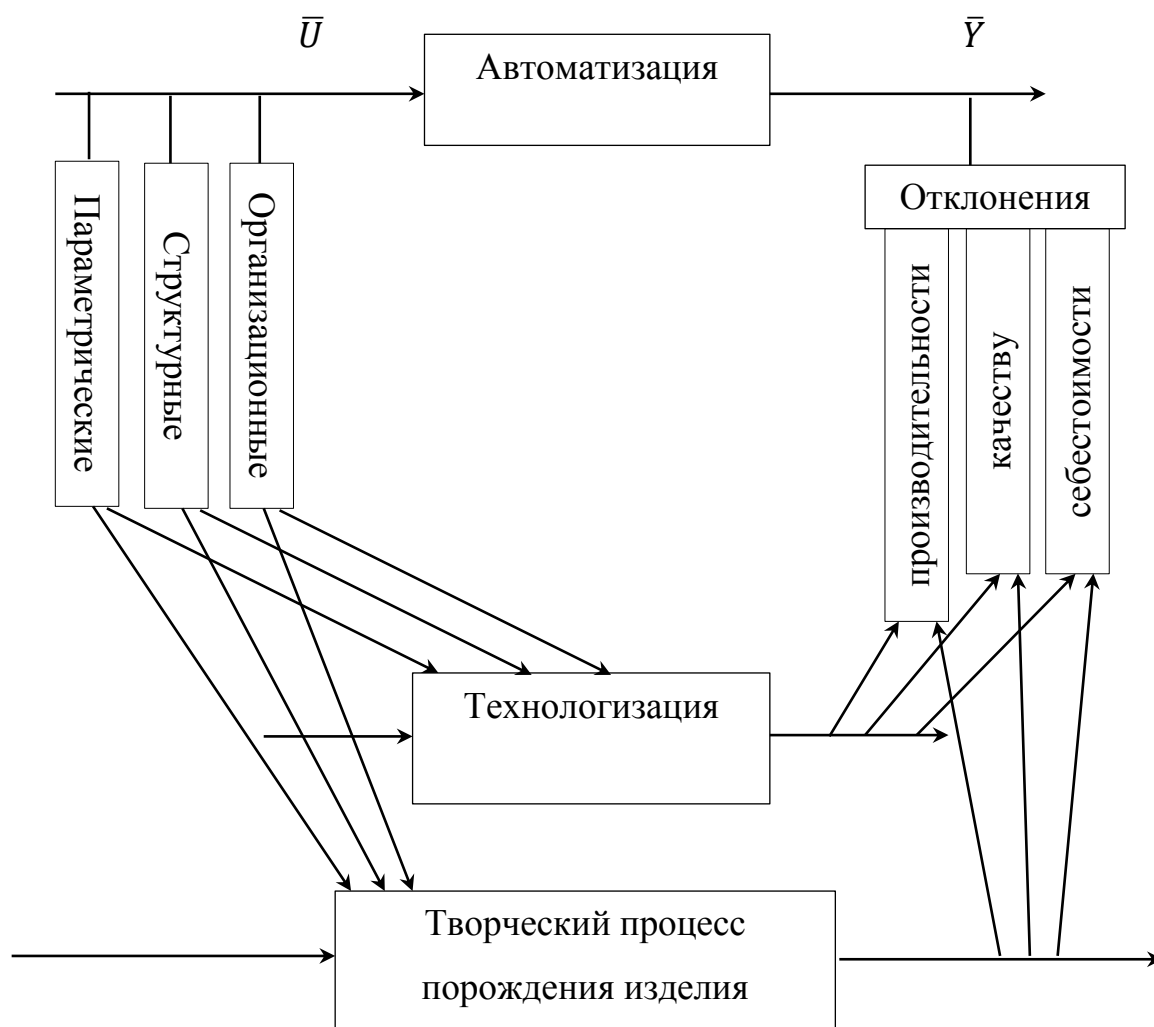 Ū
Ȳ
Автоматизация
Параметрические
Структурные
Организационные
Отклонения
производительности
качеству
себестоимости
Технологизация
Творческий процесс
порождения изделия